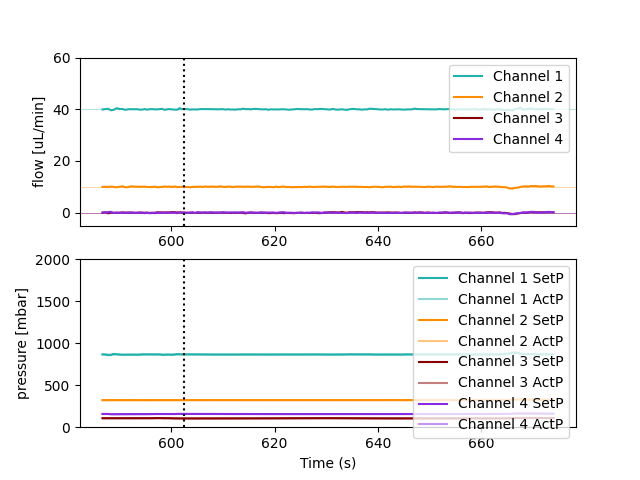 60
40
20
0
flow [uL/min]
Channel 1
Channel 2
Channel 3
Channel 4
600 620 640 660
2000
1500
1000
500
0
pressure [mbar]
Channel 1 SetP
Channel 1 ActP
Channel 2 SetP
Channel 2 ActP
Channel 3 SetP
Channel 3 ActP
Channel 4 SetP
Channel 4 ActP
600 620 640 660
Time (s)